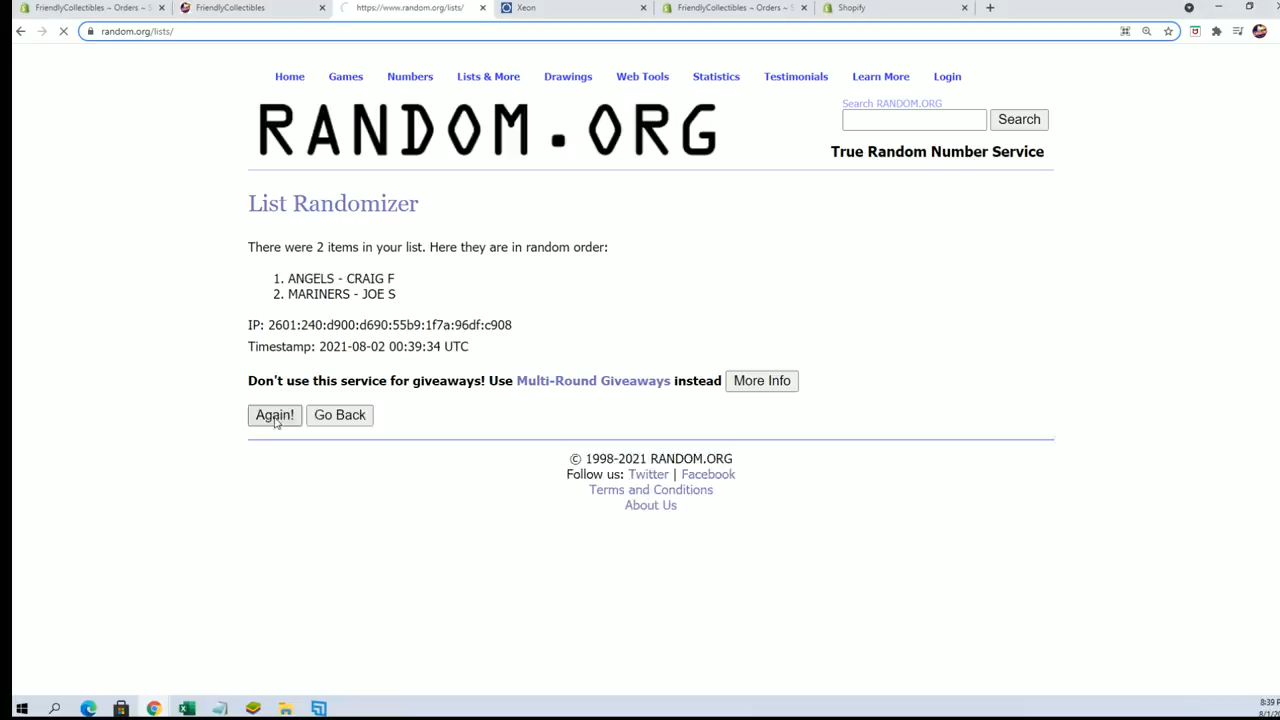 FriendlyCollectibles ~ Orders ~ S
FriendlyCollectibles
https://www.random.org/lists/
Xeon
FriendlyCollectibles ~ Orders ~ S
Shopify
random.org/lists/
Home Games Numbers Lists & More Drawings Web Tools Statistics Testimonials Learn More Login
RANDOM.ORG
Search RANDOM.ORG
Search
True Random Number Service
List Randomizer
There were 2 items in your list. Here they are in random order:
1. ANGELS - CRAIG F
2. MARINERS - JOE S
IP: 2601:240:d900:d690:55b9:1f7a:96df:c908
Timestamp: 2021-08-02 00:39:34 UTC
Don't use this service for giveaways! Use Multi-Round Giveaways instead More Info
Again! Go Back
© 1998-2021 RANDOM.ORG
Follow us: Twitter | Facebook
Terms and Conditions
About Us
8:39 P
8/1/20